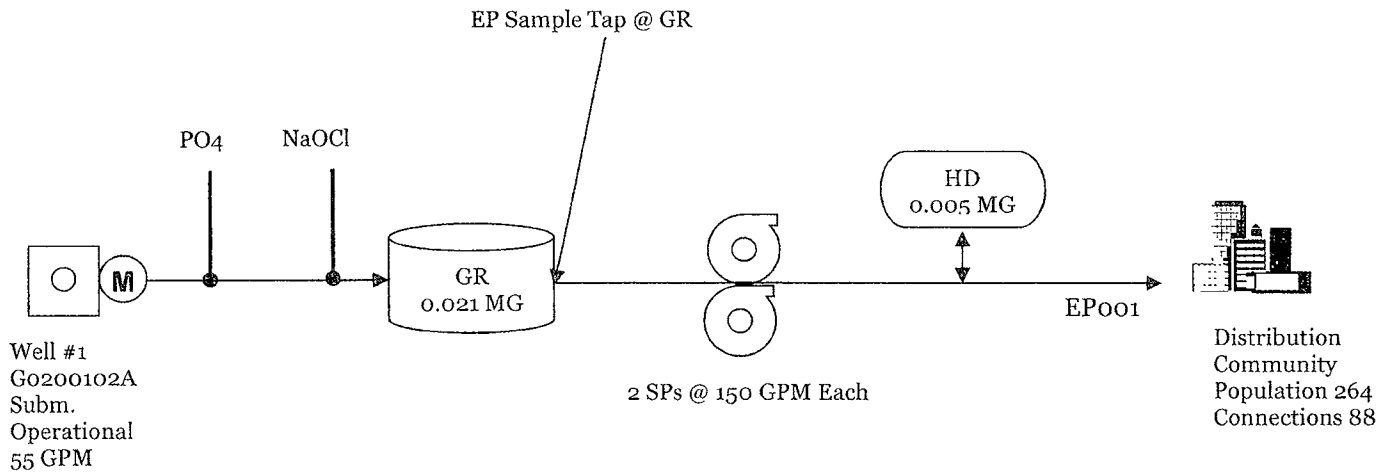 EP Sample Tap @ GR
PO4
NaOCl
HD
0.005 MG
M
GR
0.021 MG
EP001
Well #1
G0200102A
Subm.
Operational
55 GPM
2 SPs @ 150 GPM Each
Distribution
Community
Population 264
Connections 88